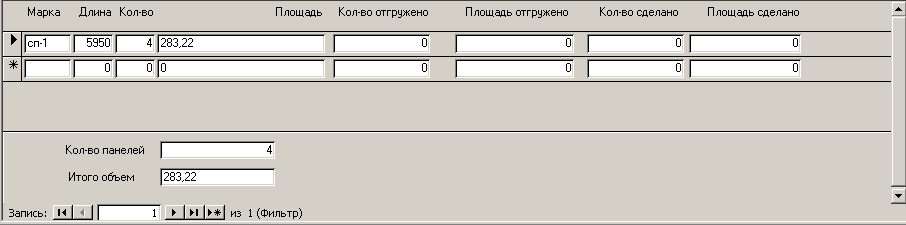 Марка Длина Кол-во Площадь Кол-во отгружено Площадь отгружено Кол-во сделано Площадь сделано
сп-1 5950 4 283,22 0 0 0 0
0 0 0 0 0 0 0
Кол-во панелей 4
Итого объем 283,22
Запись: 1 из 1 (Фильтр)